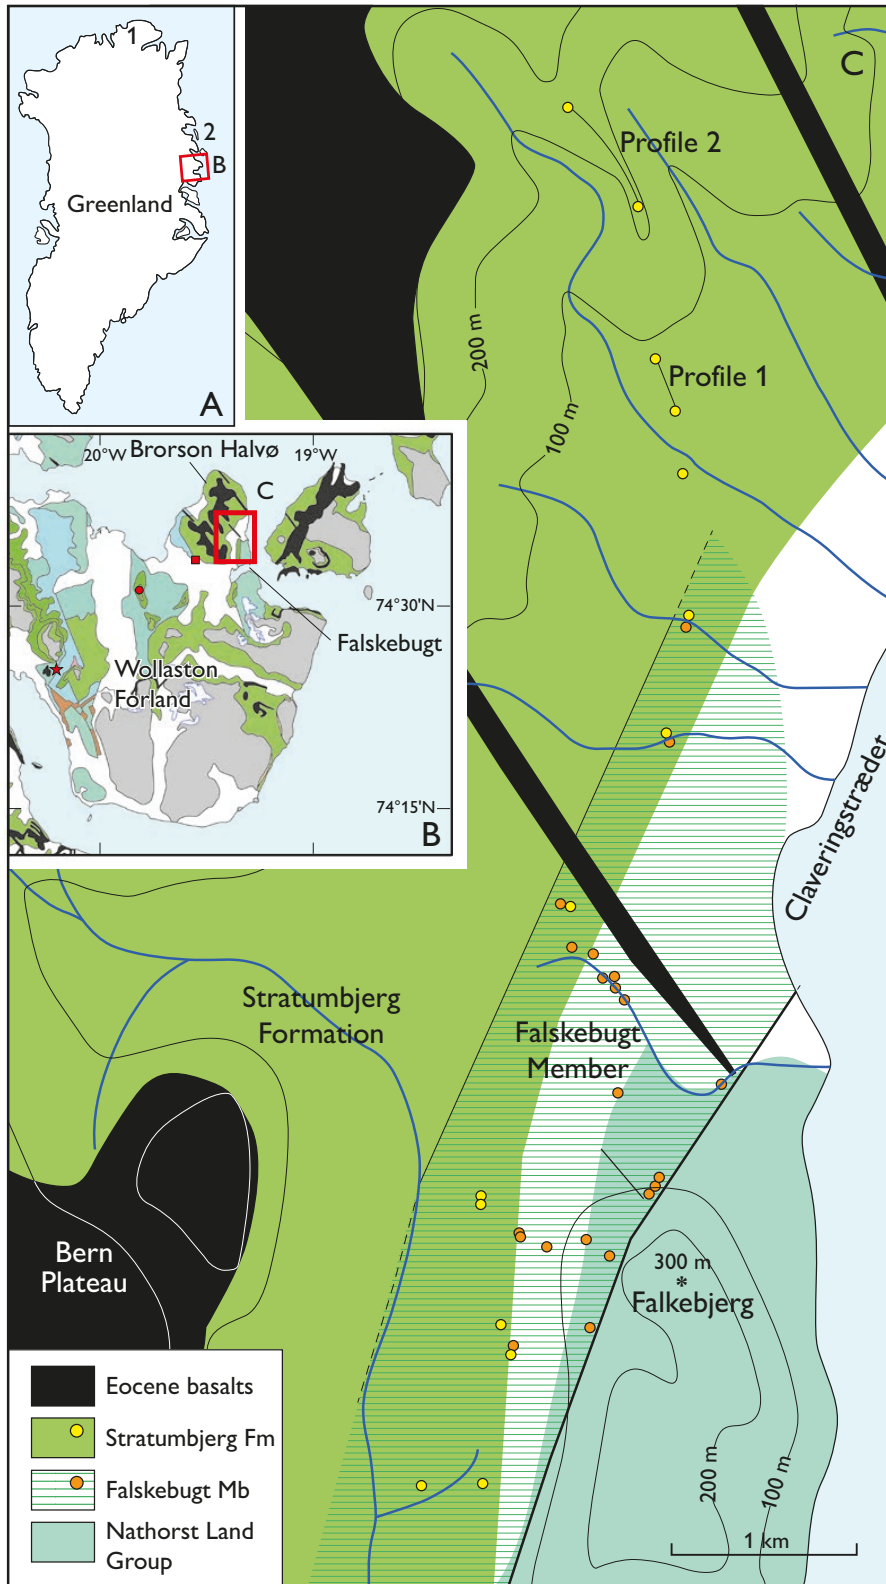 1
2
B
Greenland
A
C
Profile 2
200 m
Profile 1
100 m
20°W
Brorson Halvø
19°W
C
74°30'N
Falskebugt
Wollaston
Forland
74°15'N
B
Claveringstrædet
Stratumbjerg
Formation
Falskebugt
Member
Bern
Plateau
300 m
*
Falkebjerg
200 m
100 m
1 km
Eocene basalts
Stratumbjerg Fm
Falskebugt Mb
Nathorst Land
Group